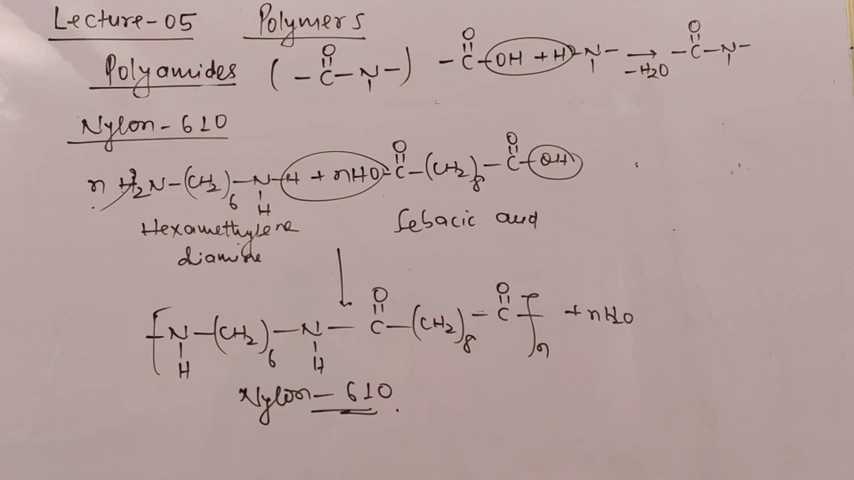 Lecture-05 Polymers
Polyamides ( -C(=O)-N- ) -C(=O)-OH + H-N- → -H2O -C(=O)-N-
Nylon-610
n H2N-(CH2)6-N(H)-H + nHO-C(=O)-(CH2)8-C(=O)-OH
Hexamethylene Sebacic acid
diamine
[N(H)-(CH2)6-N(H)-C(=O)-(CH2)8-C(=O)]n + nH2O
Nylon-610.